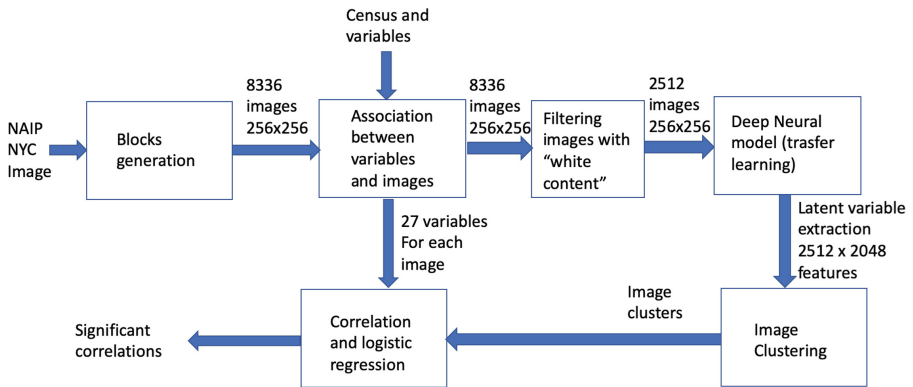 Census and
variables
NAIP
NYC
Image
Blocks
generation
8336
images
256x256
Association
between
variables
and images
8336
images
256x256
Filtering
images with
“white
content”
2512
images
256x256
Deep Neural
model (trasfer
learning)
27 variables
For each
image
Latent variable
extraction
2512 x 2048
features
Image
Clustering
Image
clusters
Correlation
and logistic
regression
Significant
correlations